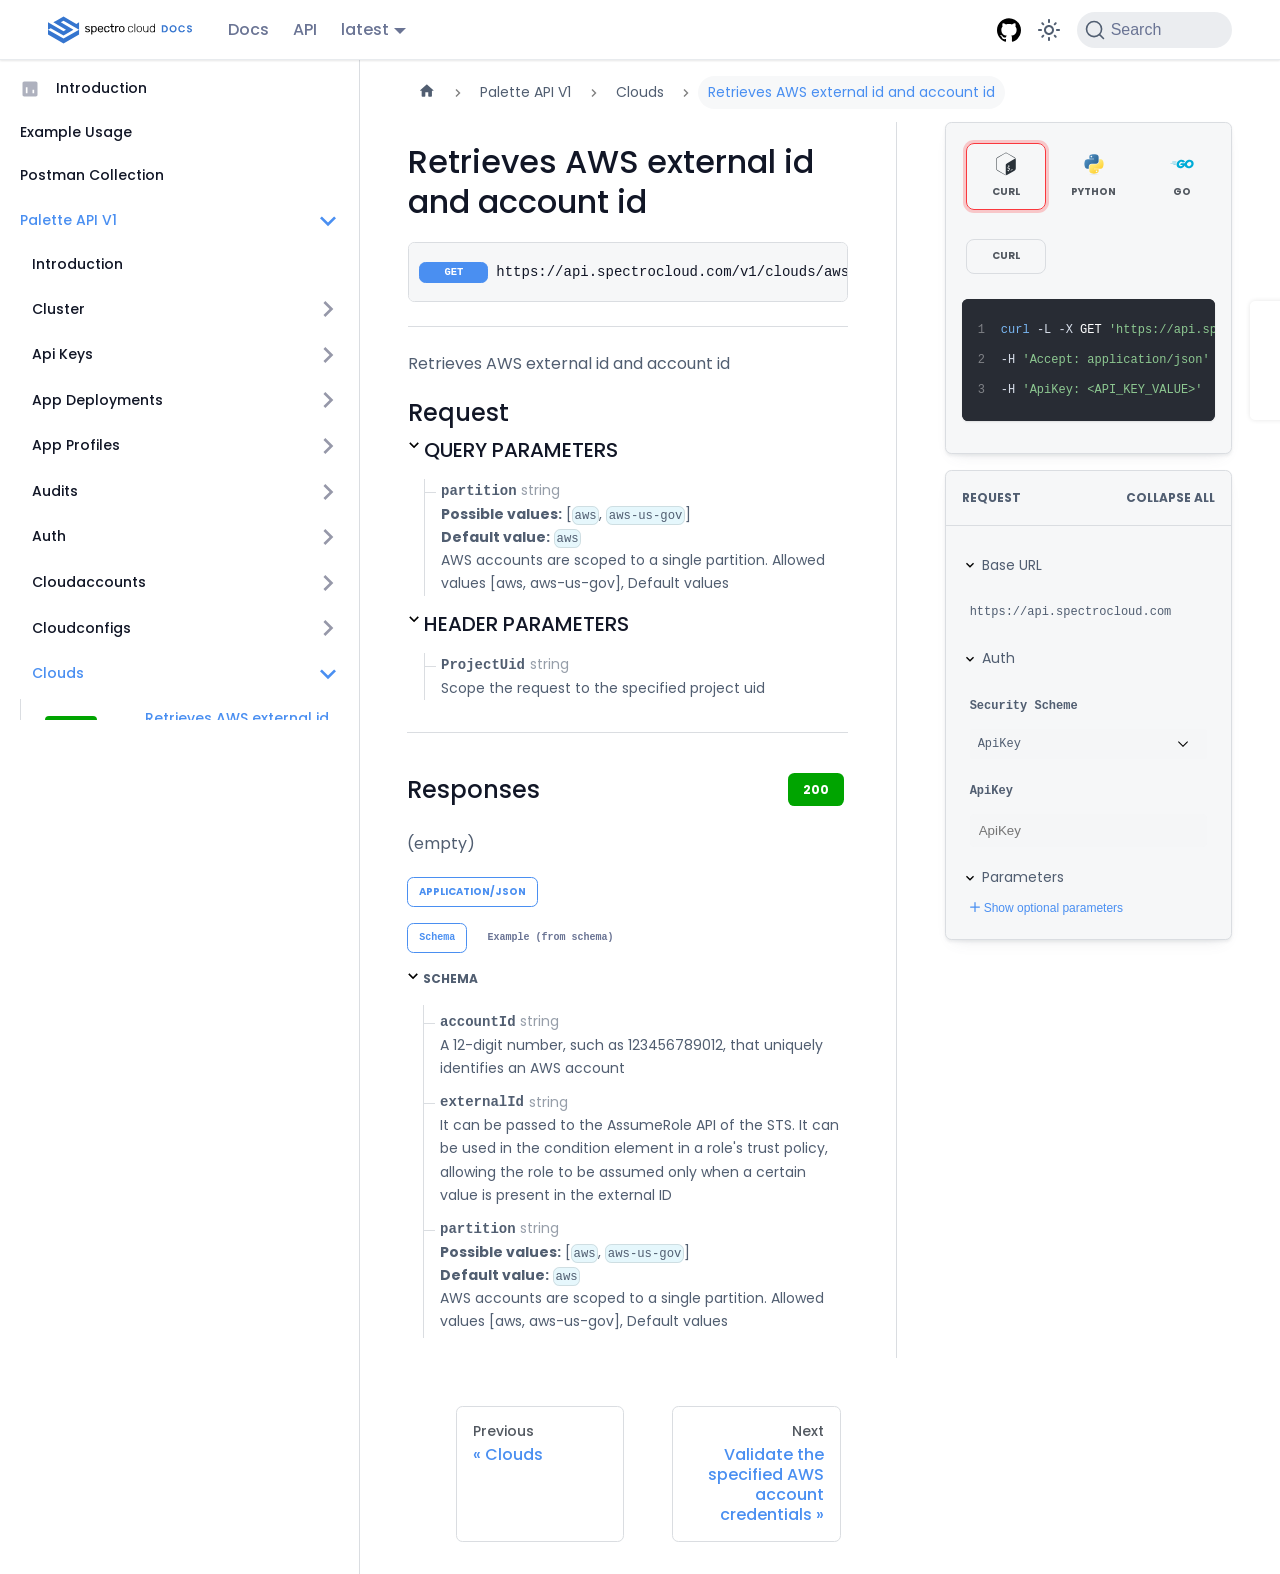 spectro cloud DOCS
Docs
API
latest
Search
Introduction
Example Usage
Postman Collection
Palette API V1
Introduction
Cluster
Api Keys
App Deployments
App Profiles
Audits
Auth
Cloudaccounts
Cloudconfigs
Clouds
Retrieves AWS external id
Palette API V1
Clouds
Retrieves AWS external id and account id
Retrieves AWS external id
and account id
GET https://api.spectrocloud.com/v1/clouds/aws
Retrieves AWS external id and account id
Request
QUERY PARAMETERS
partition string
Possible values: [aws, aws-us-gov]
Default value: aws
AWS accounts are scoped to a single partition. Allowed
values [aws, aws-us-gov], Default values
HEADER PARAMETERS
ProjectUid string
Scope the request to the specified project uid
Responses
200
(empty)
APPLICATION/JSON
Schema
Example (from schema)
SCHEMA
accountId string
A 12-digit number, such as 123456789012, that uniquely
identifies an AWS account
externalId string
It can be passed to the AssumeRole API of the STS. It can
be used in the condition element in a role's trust policy,
allowing the role to be assumed only when a certain
value is present in the external ID
partition string
Possible values: [aws, aws-us-gov]
Default value: aws
AWS accounts are scoped to a single partition. Allowed
values [aws, aws-us-gov], Default values
Previous
« Clouds
Next
Validate the
specified AWS
account
credentials »
CURL
PYTHON
GO
CURL
1 curl -L -X GET 'https://api.sp
2 -H 'Accept: application/json'
3 -H 'ApiKey: <API_KEY_VALUE>'
REQUEST
COLLAPSE ALL
Base URL
https://api.spectrocloud.com
Auth
Security Scheme
ApiKey
ApiKey
ApiKey
Parameters
Show optional parameters